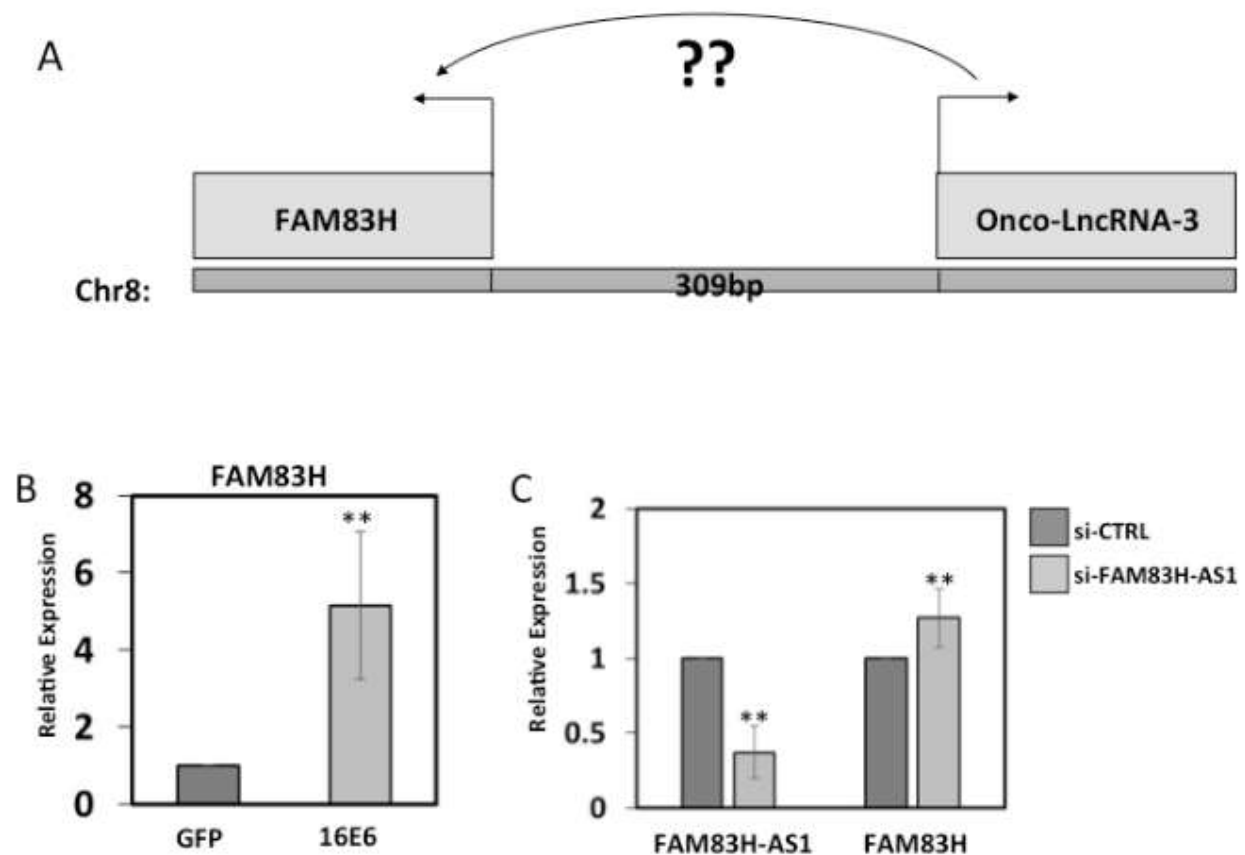 A
??
FAM83H
Onco-LncRNA-3
Chr8:
309bp
B
FAM83H
Relative Expression
8
6
4
2
0
**
GFP
16E6
C
Relative Expression
2
1.5
1
0.5
0
**
**
FAM83H-AS1
FAM83H
si-CTRL
si-FAM83H-AS1